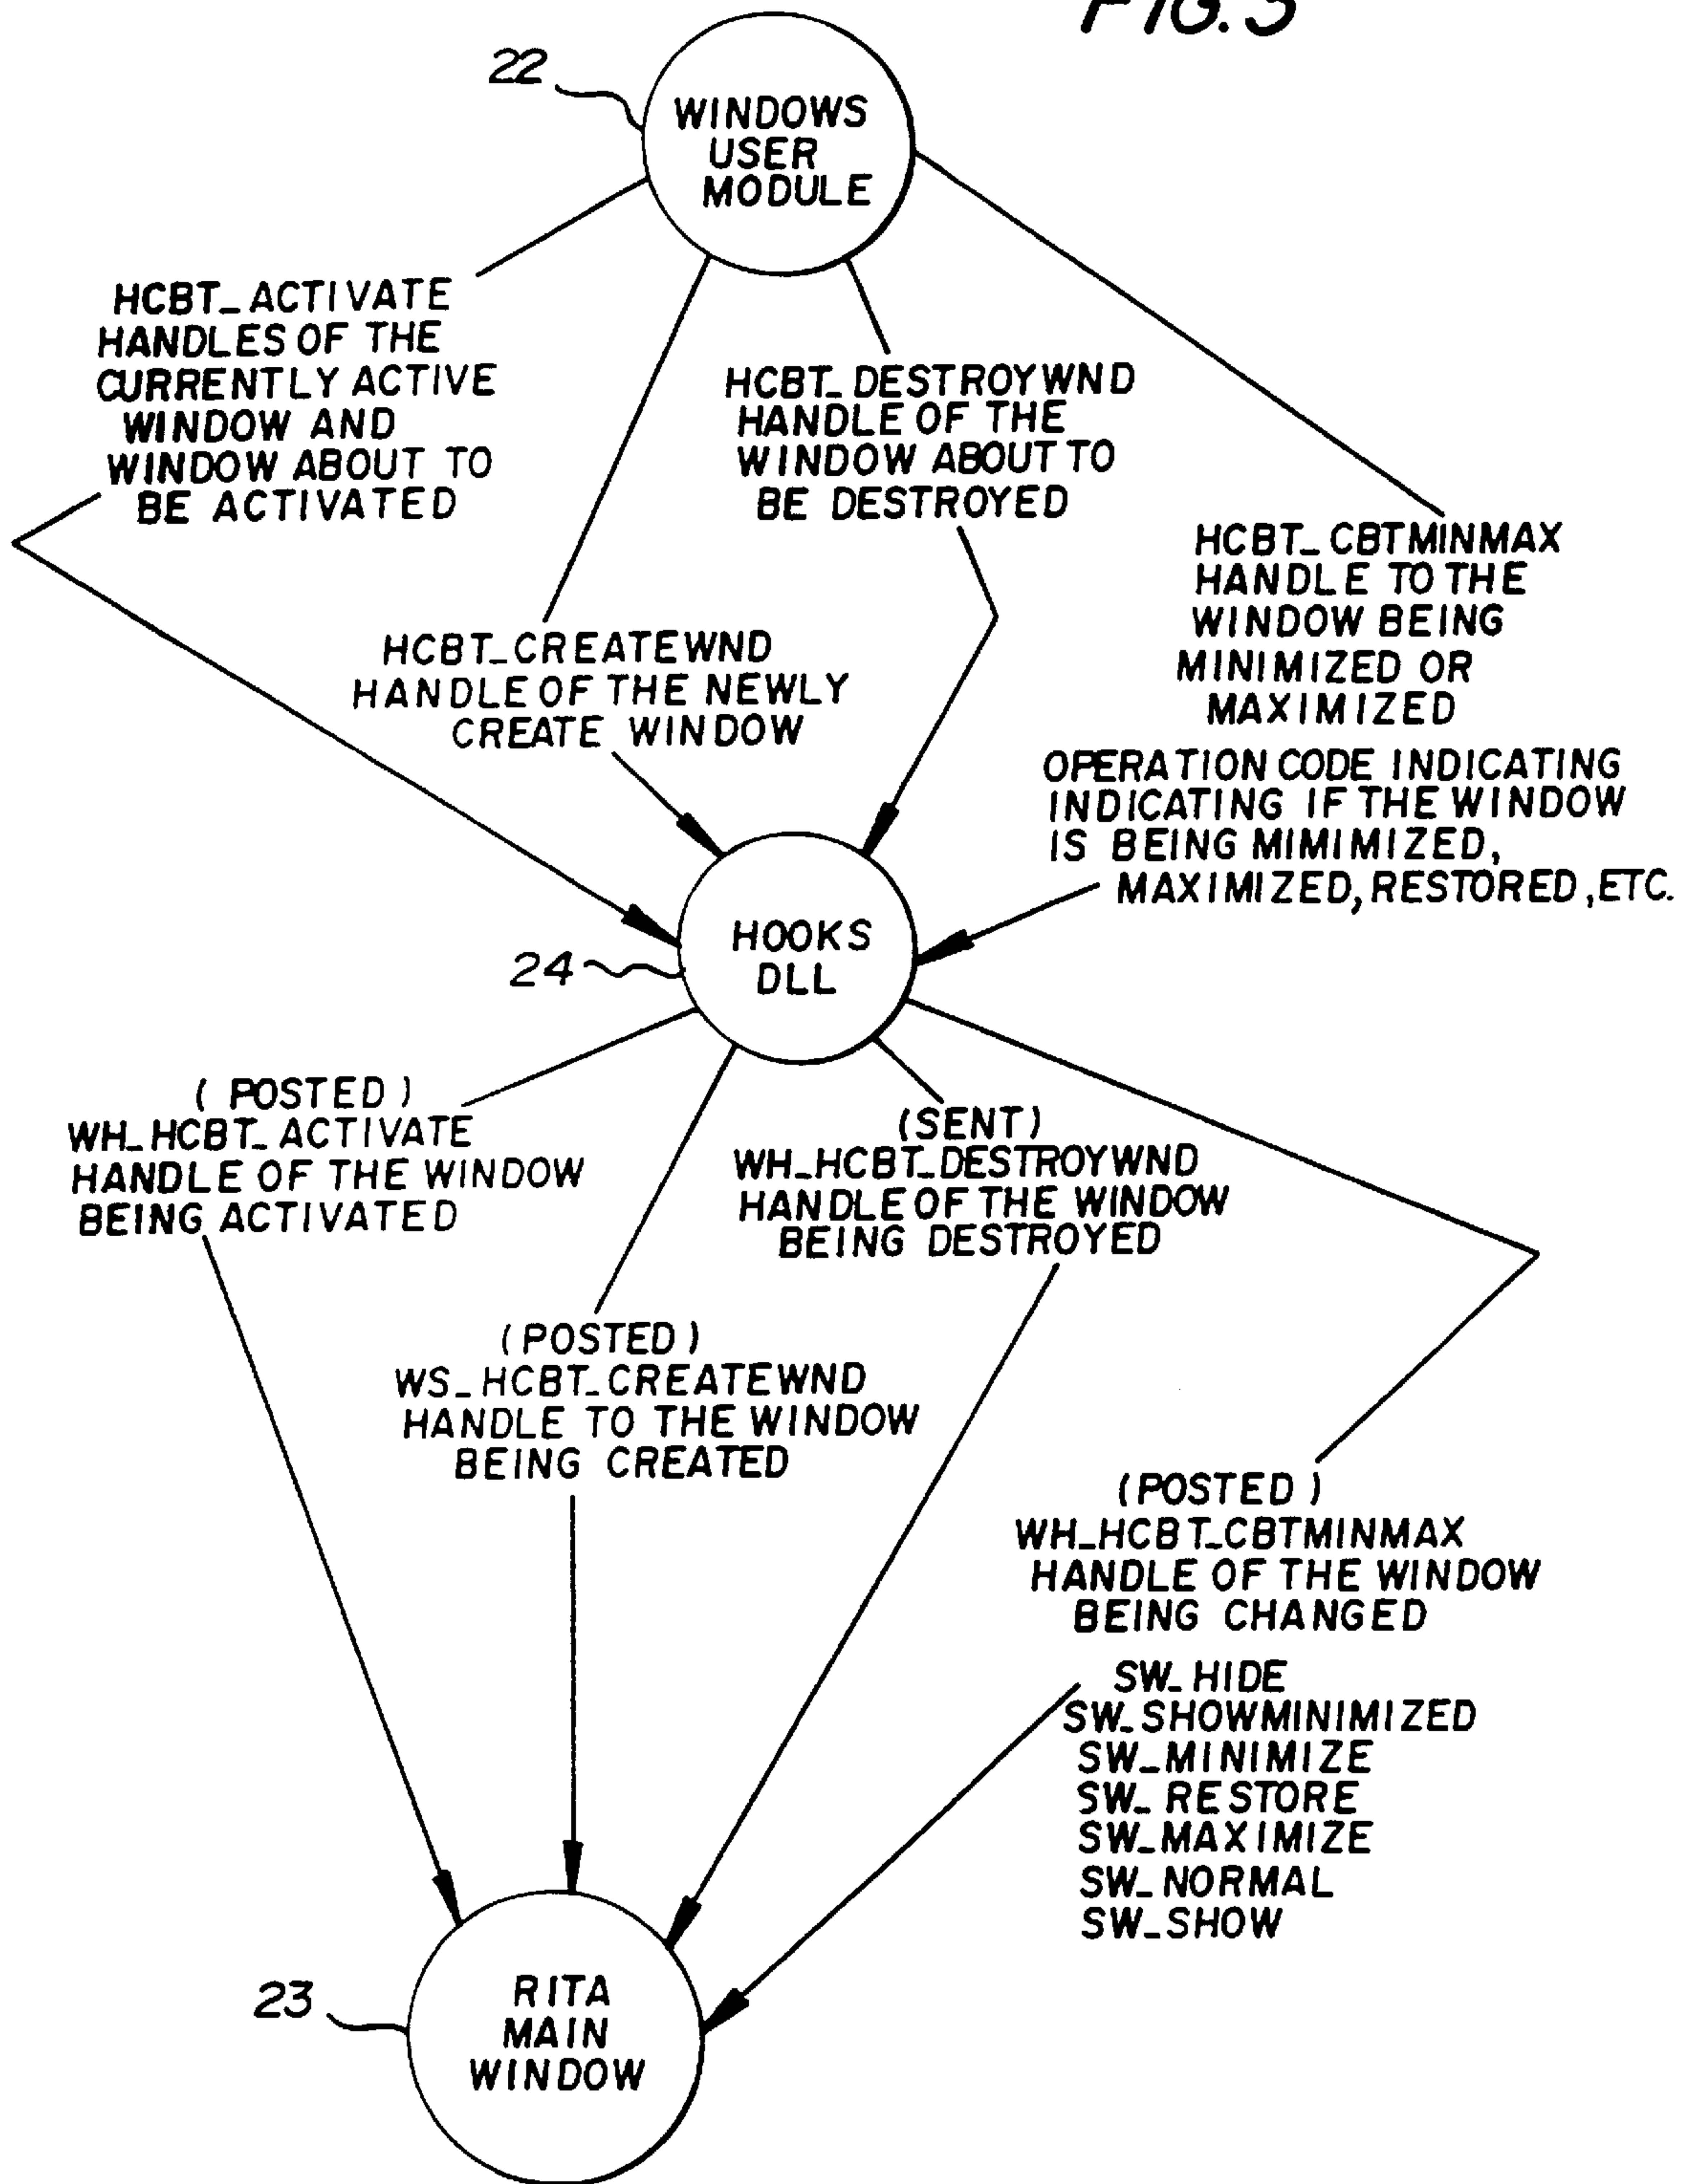 FIG. 3
22
WINDOWS
USER
MODULE
HCBT_ACTIVATE
HANDLES OF THE
CURRENTLY ACTIVE
WINDOW AND
WINDOW ABOUT TO
BE ACTIVATED
HCBT_DESTROYWND
HANDLE OF THE
WINDOW ABOUT TO
BE DESTROYED
HCBT_CREATEWND
HANDLE OF THE NEWLY
CREATE WINDOW
HCBT_CBTMINMAX
HANDLE TO THE
WINDOW BEING
MINIMIZED OR
MAXIMIZED
OPERATION CODE INDICATING
INDICATING IF THE WINDOW
IS BEING MIMIMIZED,
MAXIMIZED, RESTORED, ETC.
24
HOOKS
DLL
(POSTED)
WH_HCBT_ACTIVATE
HANDLE OF THE WINDOW
BEING ACTIVATED
(SENT)
WH_HCBT_DESTROYWND
HANDLE OF THE WINDOW
BEING DESTROYED
(POSTED)
WS_HCBT_CREATEWND
HANDLE TO THE WINDOW
BEING CREATED
(POSTED)
WH_HCBT_CBTMINMAX
HANDLE OF THE WINDOW
BEING CHANGED
SW_HIDE
SW_SHOWMINIMIZED
SW_MINIMIZE
SW_RESTORE
SW_MAXIMIZE
SW_NORMAL
SW_SHOW
23
RITA
MAIN
WINDOW